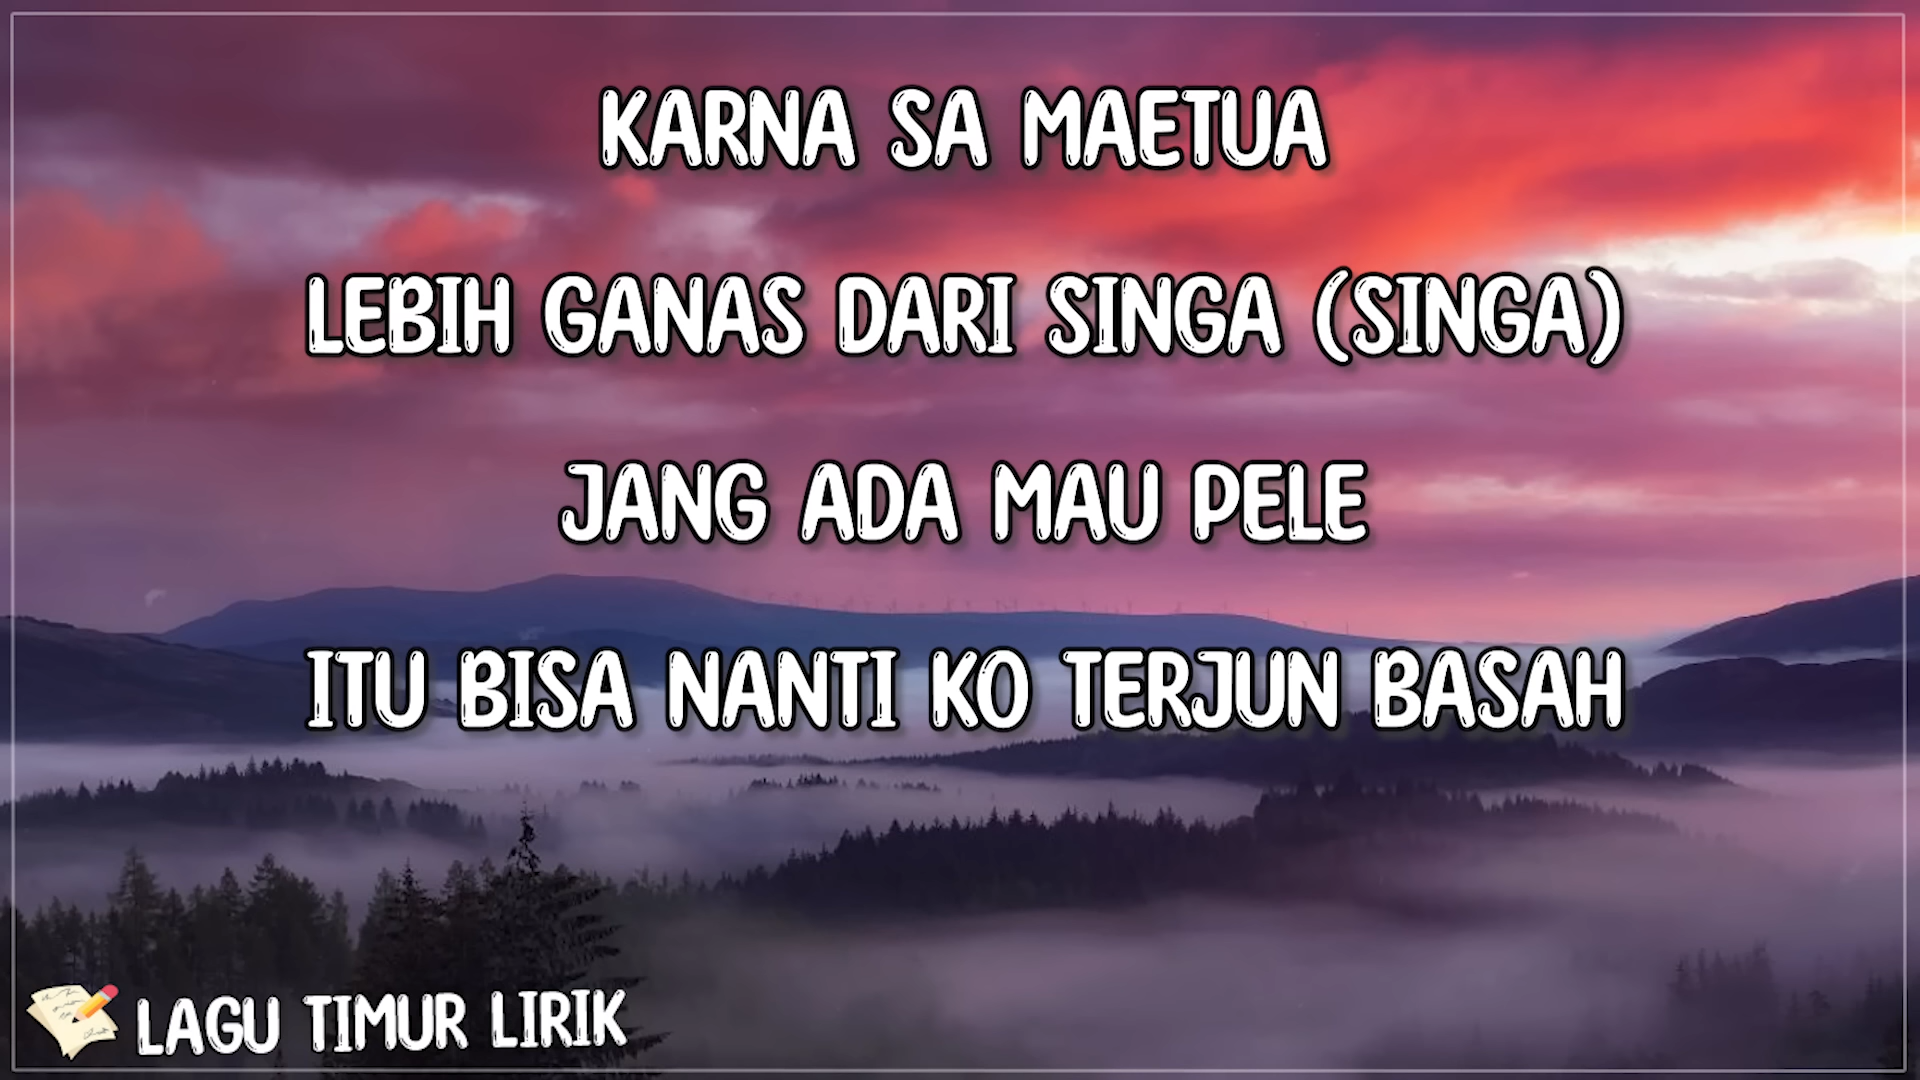 KARNA SA MAETUA
LEBIH GANAS DARI SINGA (SINGA)
JANG ADA MAU PELE
ITU BISA NANTI KO TERJUN BASAH
LAGU TIMUR LIRIK